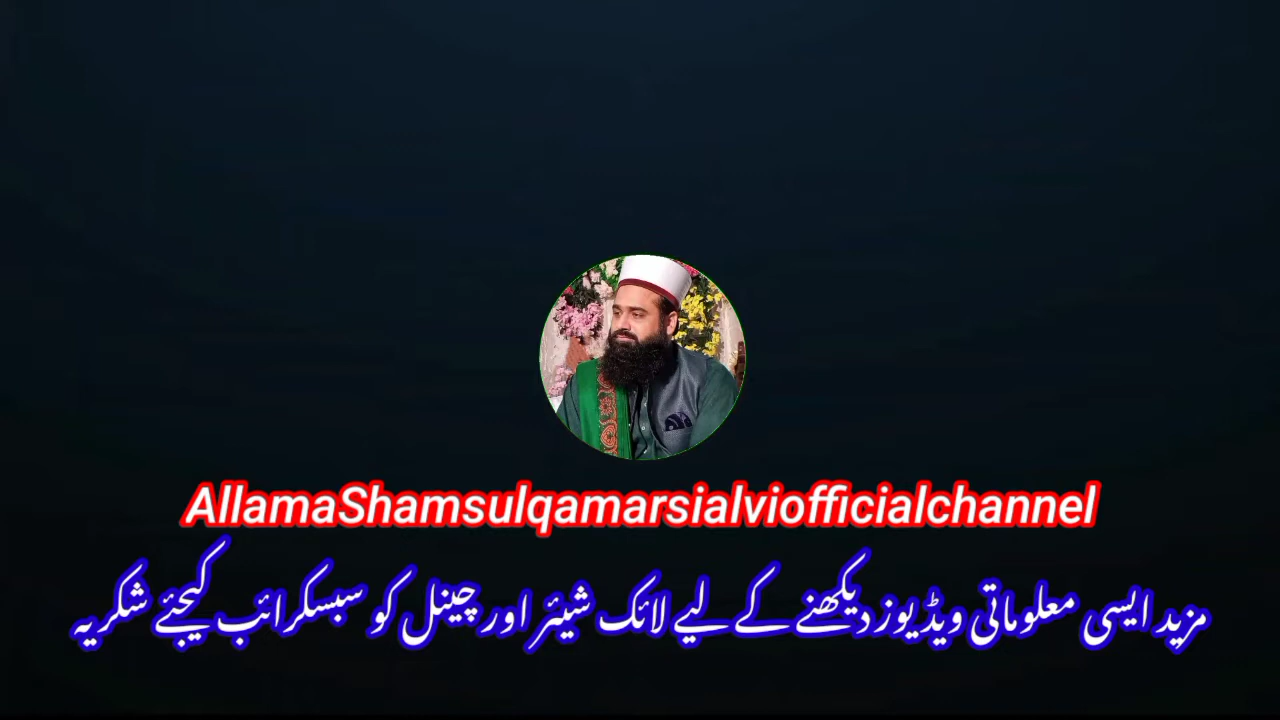 AllamaShamsulqamarsialviofficialchannel
مزید ایسی معلوماتی ویڈیوز دیکھنے کے لیے لائک شیئر اور چینل کو سبسکرائب کیجئے شکریہ